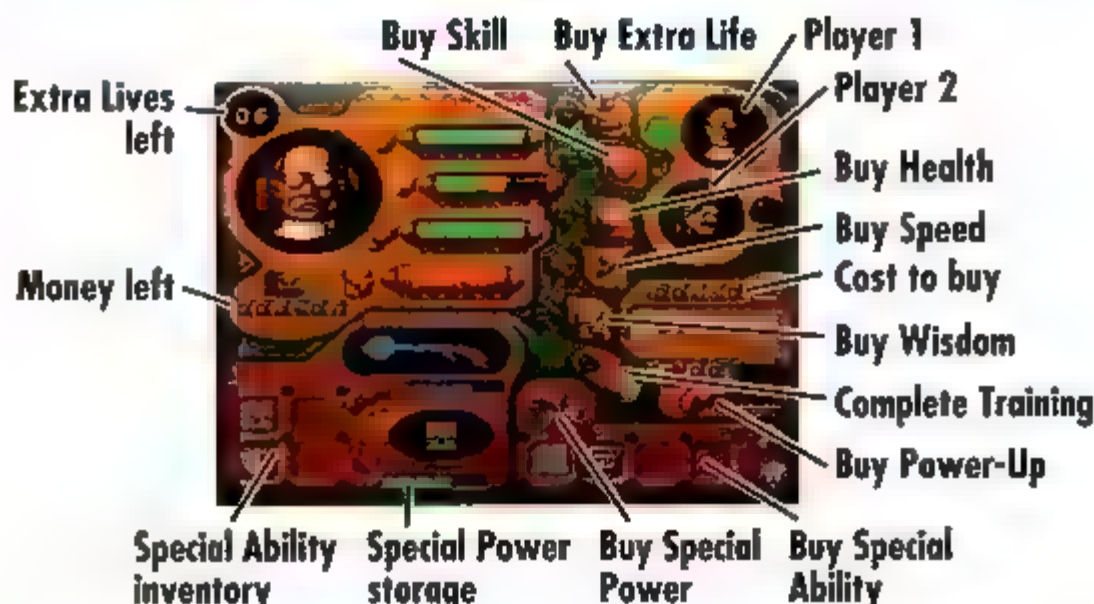 Buy Skill
Buy Extra Life
Player 1
Player 2
Extra Lives
left
06
Buy Health
Buy Speed
Cost to buy
Money left
Buy Wisdom
Complete Training
Buy Power-Up
Special Ability
inventory
Special Power
storage
Buy Special
Power
Buy Special
Ability